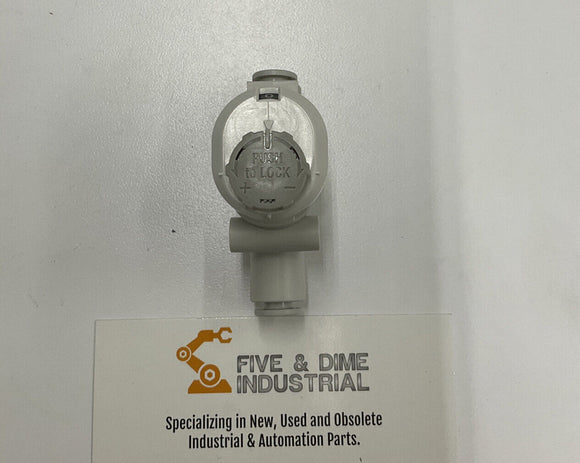 PUSH
to LOCK
+ −
FIVE & DIME
INDUSTRIAL
Specializing in New, Used and Obsolete
Industrial & Automation Parts.